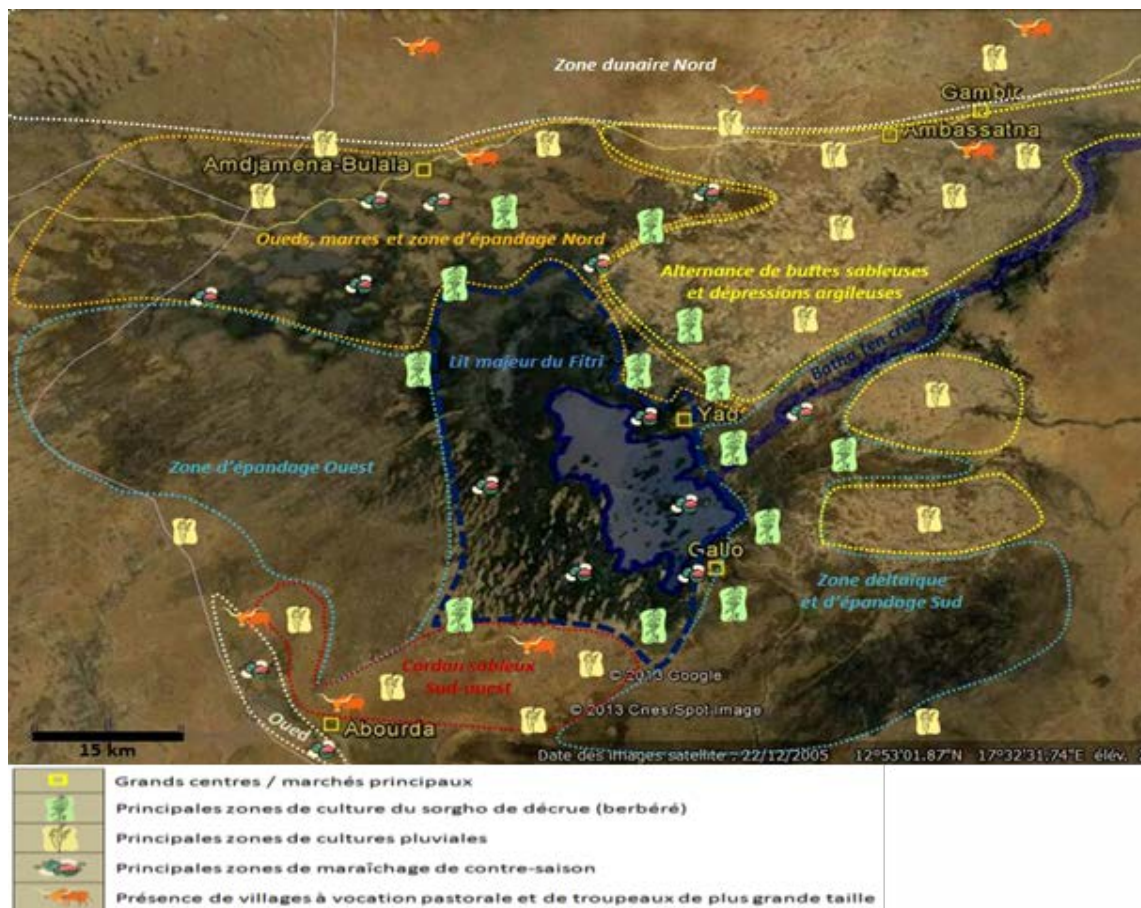 Zone dunaire Nord
Gambir
Ambassatna
Amdjamena-Bulala
Oueds, marres et zone d'épandage Nord
Alternance de buttes sableuses
et dépressions argileuses
Batha (en crue)
Lit majeur du Fitri
Yao
Zone d'épandage Ouest
Gallo
Zone deltaïque
et d'épandage Sud
Cordon sableux
Sud-ouest
© 2013 Google
© 2013 Cnes/Spot Image
Oued
Abourda
15 km
Date des images satellite : 22/12/2005 12°53'01.87"N 17°32'31.74"E élév.
Grands centres / marchés principaux
Principales zones de culture du sorgho de décrue (berbéré)
Principales zones de cultures pluviales
Principales zones de maraîchage de contre-saison
Présence de villages à vocation pastorale et de troupeaux de plus grande taille